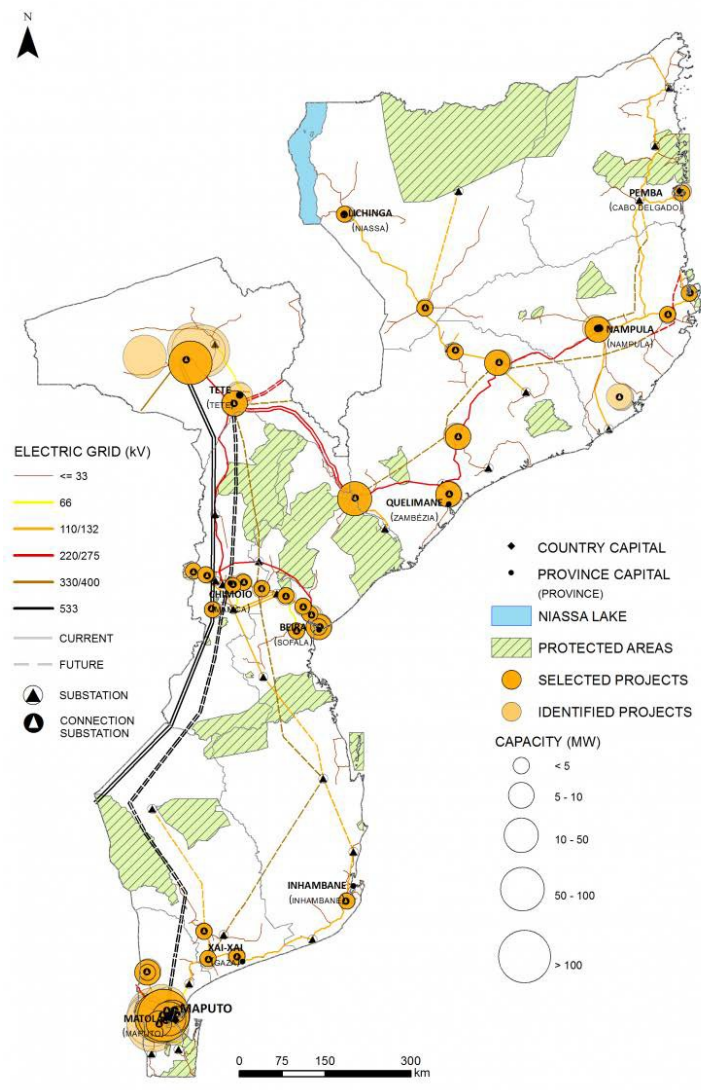 N
LICHINGA
(NIASSA)
PEMBA
(CABO DELGADO)
NAMPULA
(NAMPULA)
TETE
(TETE)
QUELIMANE
(ZAMBÉZIA)
CHIMOIO
BEIRA
(SOFALA)
INHAMBANE
(INHAMBANE)
XAI-XAI
(GAZA)
MAPUTO
MATOLA
(MAPUTO)
ELECTRIC GRID (kV)
<= 33
66
110/132
220/275
330/400
533
CURRENT
FUTURE
SUBSTATION
CONNECTION
SUBSTATION
COUNTRY CAPITAL
PROVINCE CAPITAL
(PROVINCE)
NIASSA LAKE
PROTECTED AREAS
SELECTED PROJECTS
IDENTIFIED PROJECTS
CAPACITY (MW)
< 5
5 - 10
10 - 50
50 - 100
> 100
0 75 150 300
km